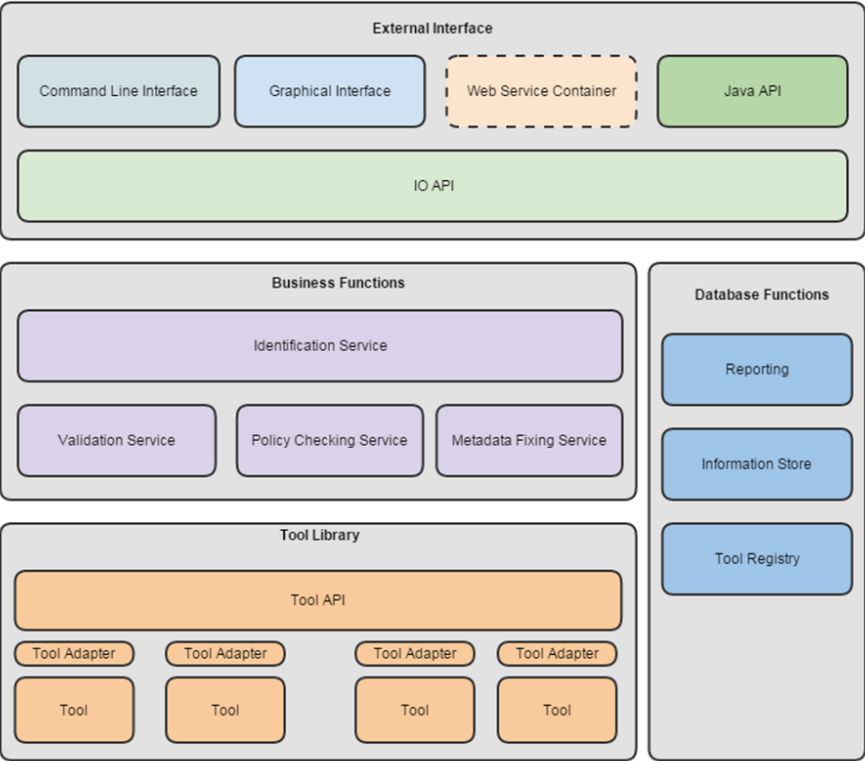 External Interface
Command Line Interface
Graphical Interface
Web Service Container
Java API
IO API
Business Functions
Identification Service
Validation Service
Policy Checking Service
Metadata Fixing Service
Database Functions
Reporting
Information Store
Tool Registry
Tool Library
Tool API
Tool Adapter
Tool Adapter
Tool Adapter
Tool Adapter
Tool
Tool
Tool
Tool